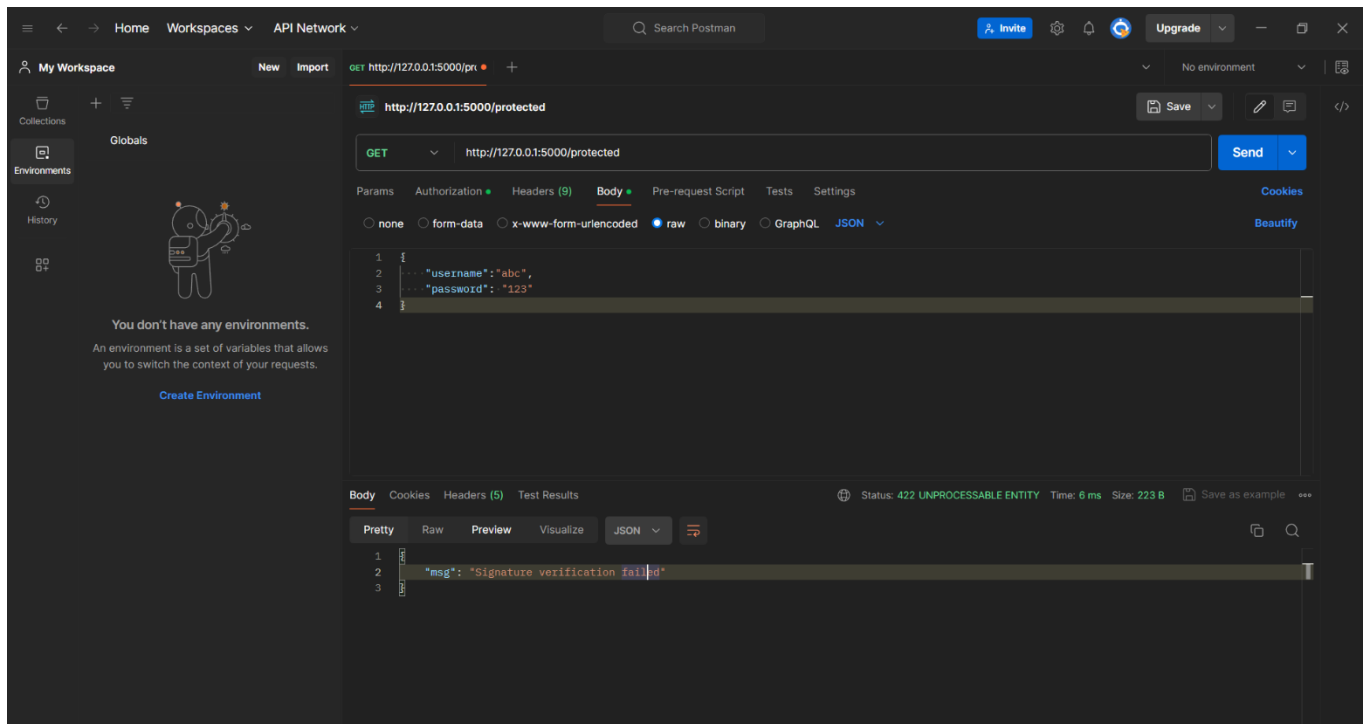 Home Workspaces API Network Search Postman Invite Upgrade
My Workspace New Import GET http://127.0.0.1:5000/pr No environment
Collections
Environments
History
Globals
You don't have any environments.
An environment is a set of variables that allows
you to switch the context of your requests.
Create Environment
HTTP http://127.0.0.1:5000/protected Save
GET http://127.0.0.1:5000/protected Send
Params Authorization Headers (9) Body Pre-request Script Tests Settings Cookies
none form-data x-www-form-urlencoded raw binary GraphQL JSON Beautify
1 {
2 "username":"abc",
3 "password": "123"
4 }
Body Cookies Headers (5) Test Results Status: 422 UNPROCESSABLE ENTITY Time: 6 ms Size: 223 B Save as example
Pretty Raw Preview Visualize JSON
1 {
2 "msg": "Signature verification failed"
3 }